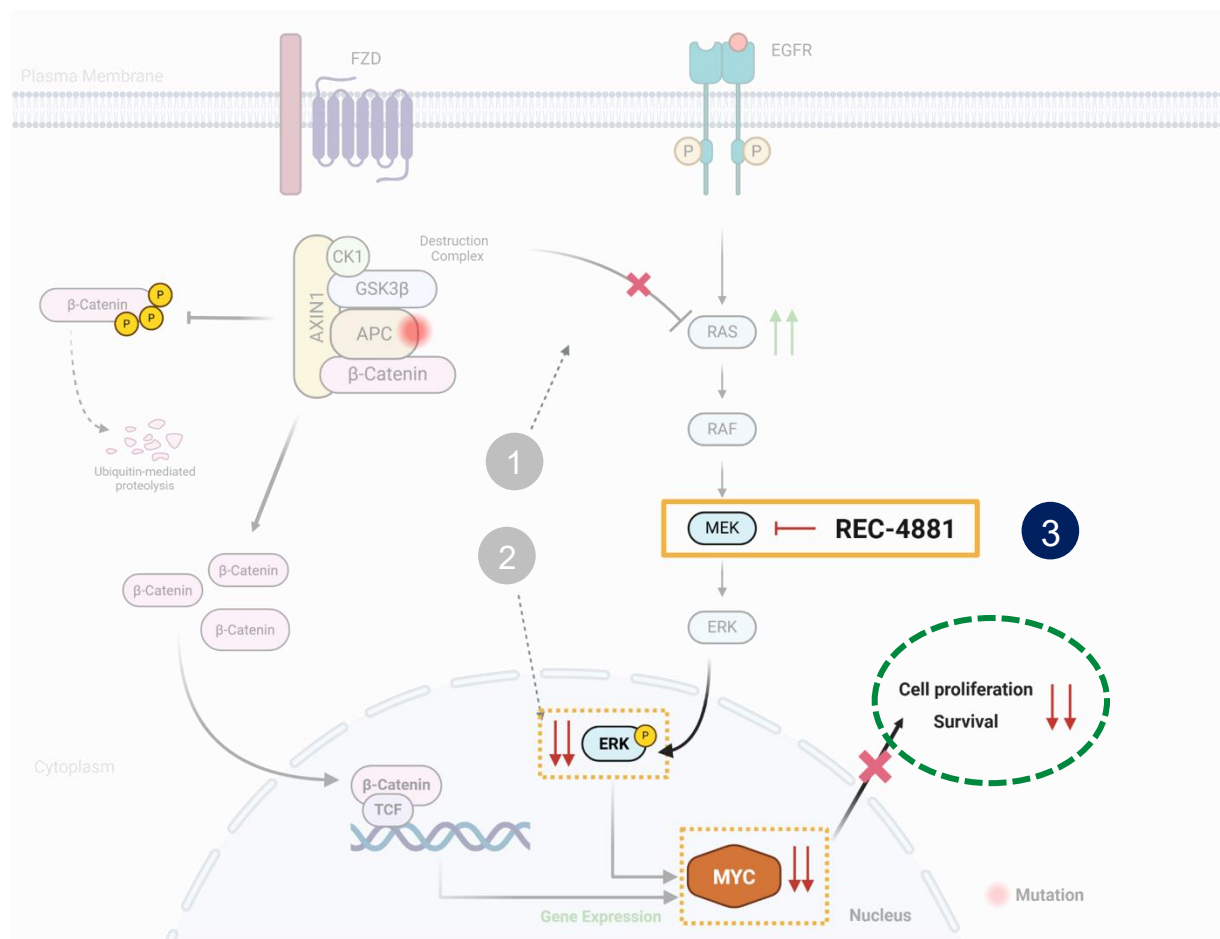 FZD
EGFR
Plasma Membrane
P
P
Destruction
Complex
CK1
GSK3β
AXIN1
APC
β-Catenin
β-Catenin
P
P
P
RAS
RAF
Ubiquitin-mediated
proteolysis
1
MEK
REC-4881
3
2
β-Catenin
β-Catenin
β-Catenin
ERK
Cell proliferation
Survival
ERK
P
Cytoplasm
β-Catenin
TCF
MYC
Mutation
Gene Expression
Nucleus